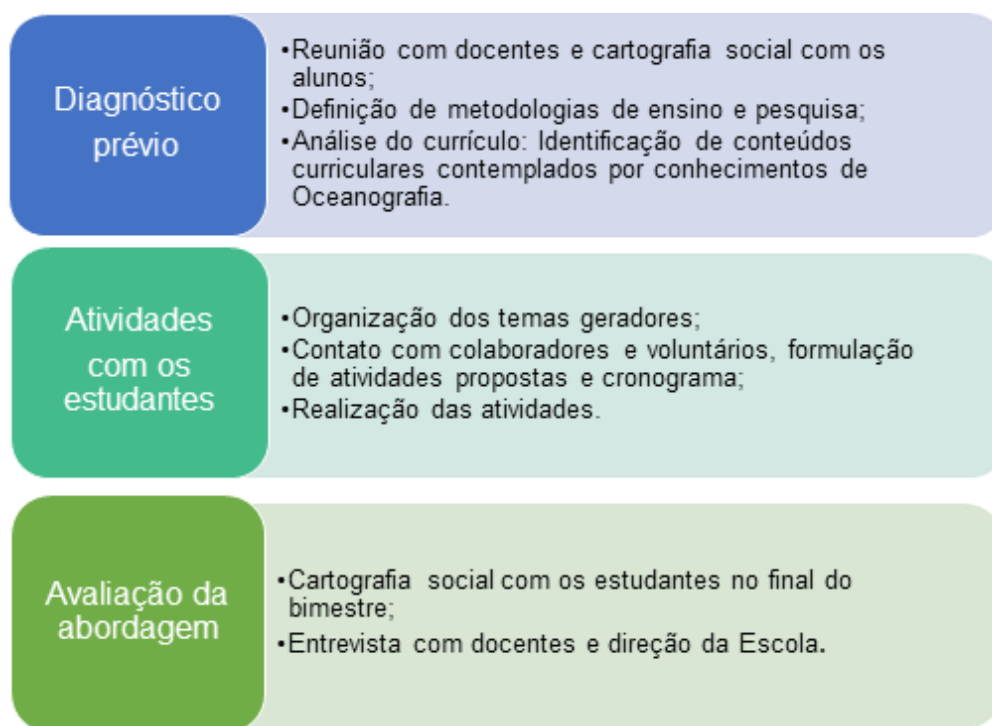 Diagnóstico
prévio
•Reunião com docentes e cartografia social com os
alunos;
•Definição de metodologias de ensino e pesquisa;
•Análise do currículo: Identificação de conteúdos
curriculares contemplados por conhecimentos de
Oceanografia.
Atividades
com os
estudantes
•Organização dos temas geradores;
•Contato com colaboradores e voluntários, formulação
de atividades propostas e cronograma;
•Realização das atividades.
Avaliação da
abordagem
•Cartografia social com os estudantes no final do
bimestre;
•Entrevista com docentes e direção da Escola.